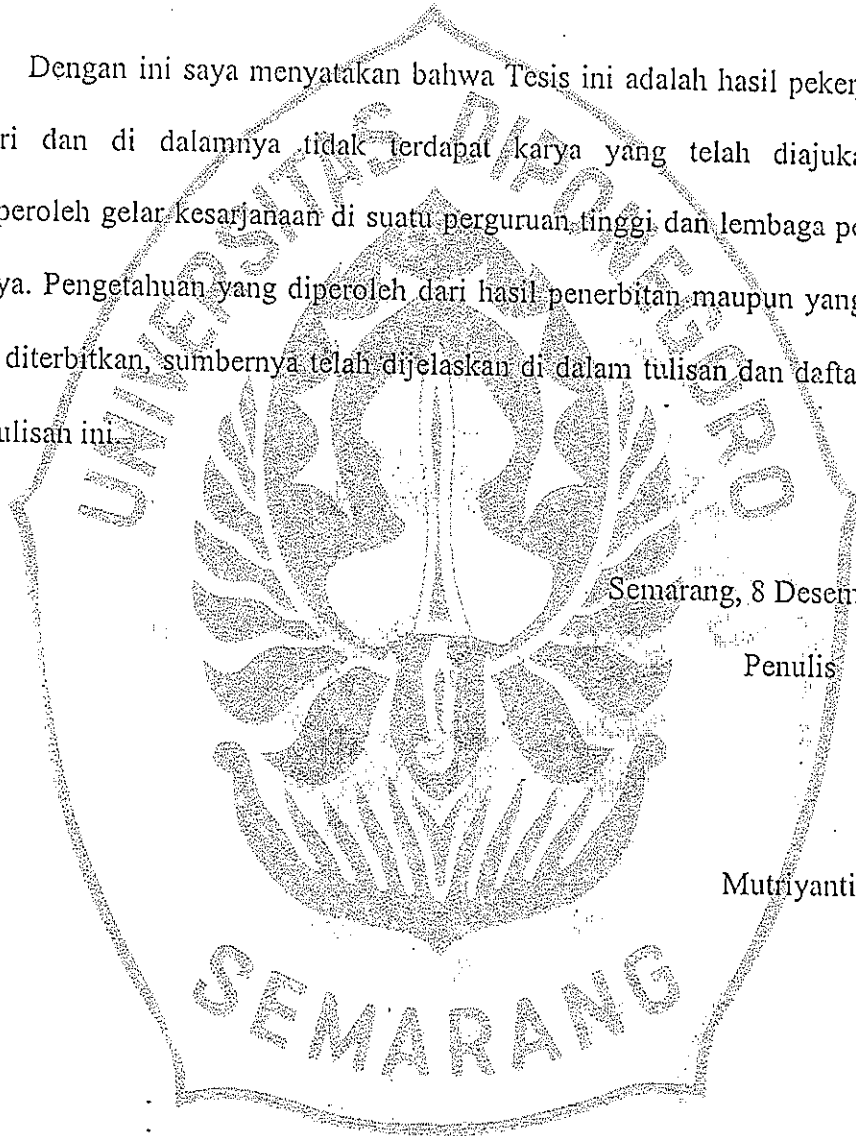 Dengan ini saya menyatakan bahwa Tesis ini adalah hasil peker
ri dan di dalamnya tidak terdapat karya yang telah diajuka
peroleh gelar kesarjanaan di suatu perguruan tinggi dan lembaga pe
ya. Pengetahuan yang diperoleh dari hasil penerbitan maupun yang
diterbitkan, sumbernya telah dijelaskan di dalam tulisan dan dafta
ulisan ini.
UNIVERSITAS DIPONEGORO
Semarang, 8 Desem
Penulis
Mutriyanti
SEMARANG